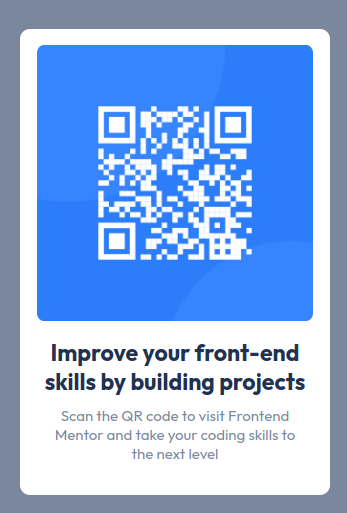 Improve your front-end
skills by building projects
Scan the QR code to visit Frontend
Mentor and take your coding skills to
the next level